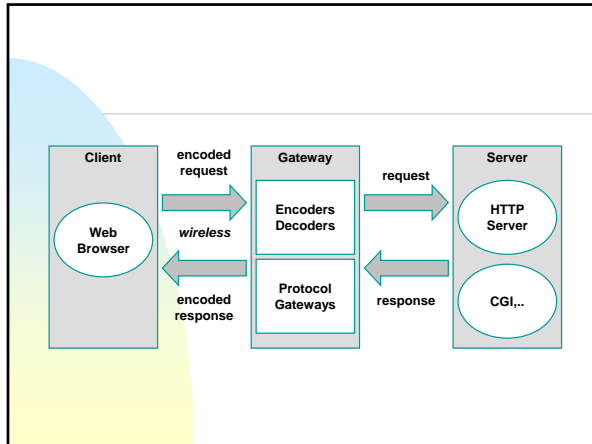 Client
Web
Browser
encoded
request
wireless
encoded
response
Gateway
Encoders
Decoders
Protocol
Gateways
request
response
Server
HTTP
Server
CGI,..